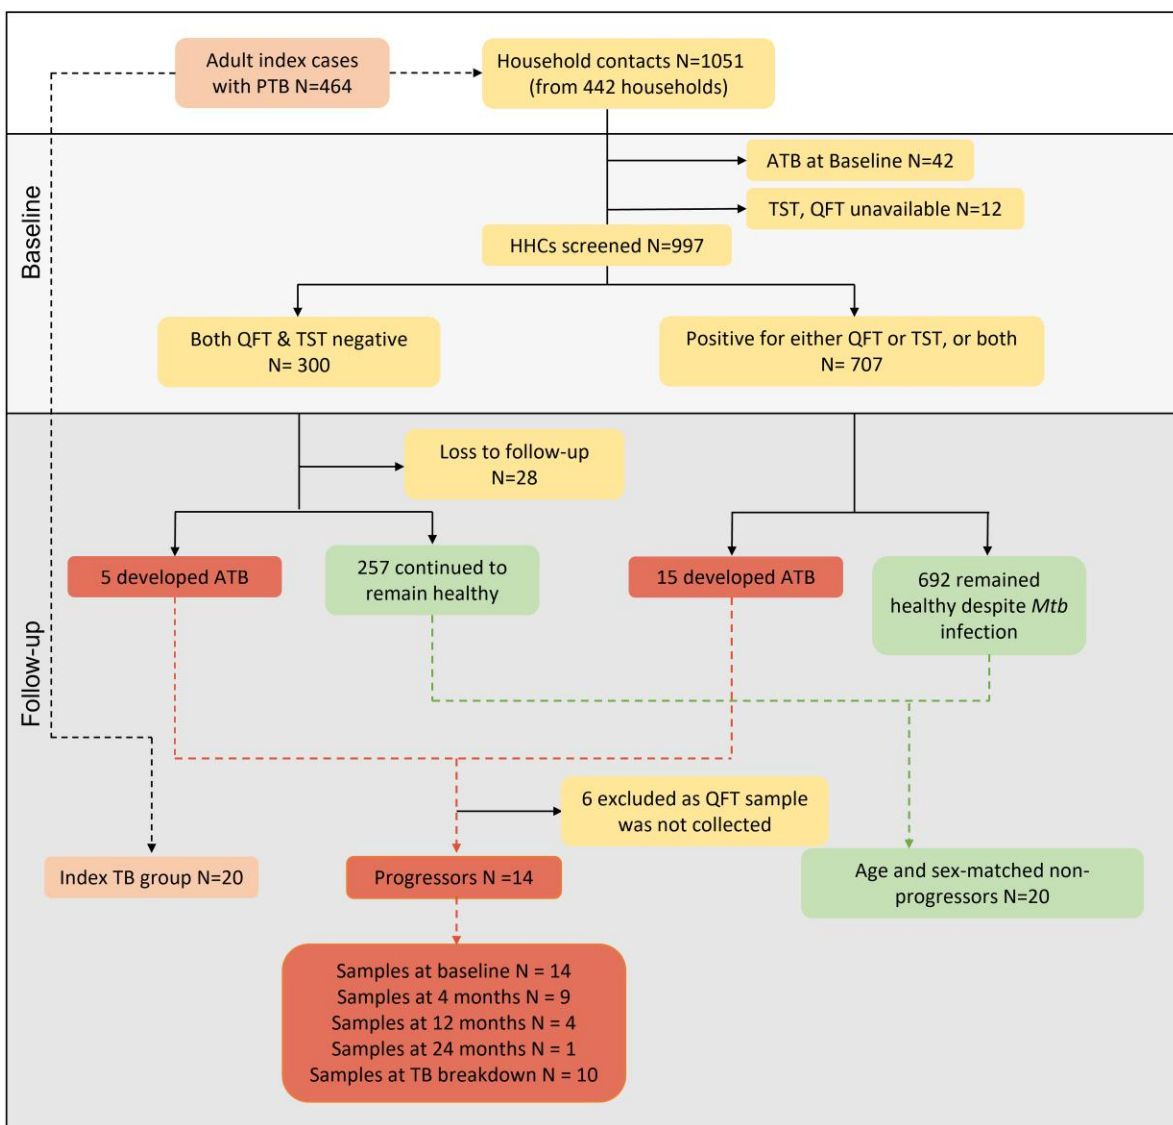 Adult index cases
with PTB N=464
Household contacts N=1051
(from 442 households)
Baseline
ATB at Baseline N=42
TST, QFT unavailable N=12
HHCs screened N=997
Both QFT & TST negative
N= 300
Positive for either QFT or TST, or both
N= 707
Follow-up
Loss to follow-up
N=28
5 developed ATB
257 continued to
remain healthy
15 developed ATB
692 remained
healthy despite Mtb
infection
6 excluded as QFT sample
was not collected
Index TB group N=20
Progressors N =14
Age and sex-matched non-
progressors N=20
Samples at baseline N = 14
Samples at 4 months N = 9
Samples at 12 months N = 4
Samples at 24 months N = 1
Samples at TB breakdown N = 10